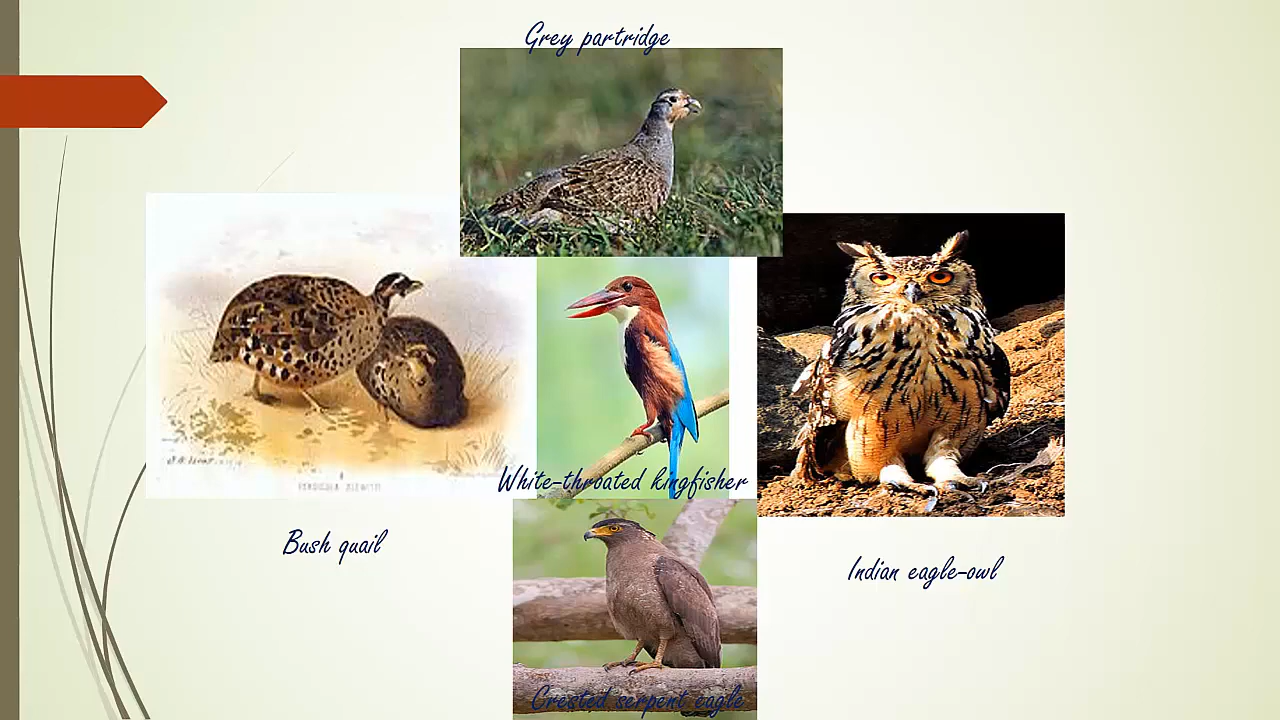 Grey partridge
White-throated kingfisher
Bush quail
Indian eagle-owl
Crested serpent eagle